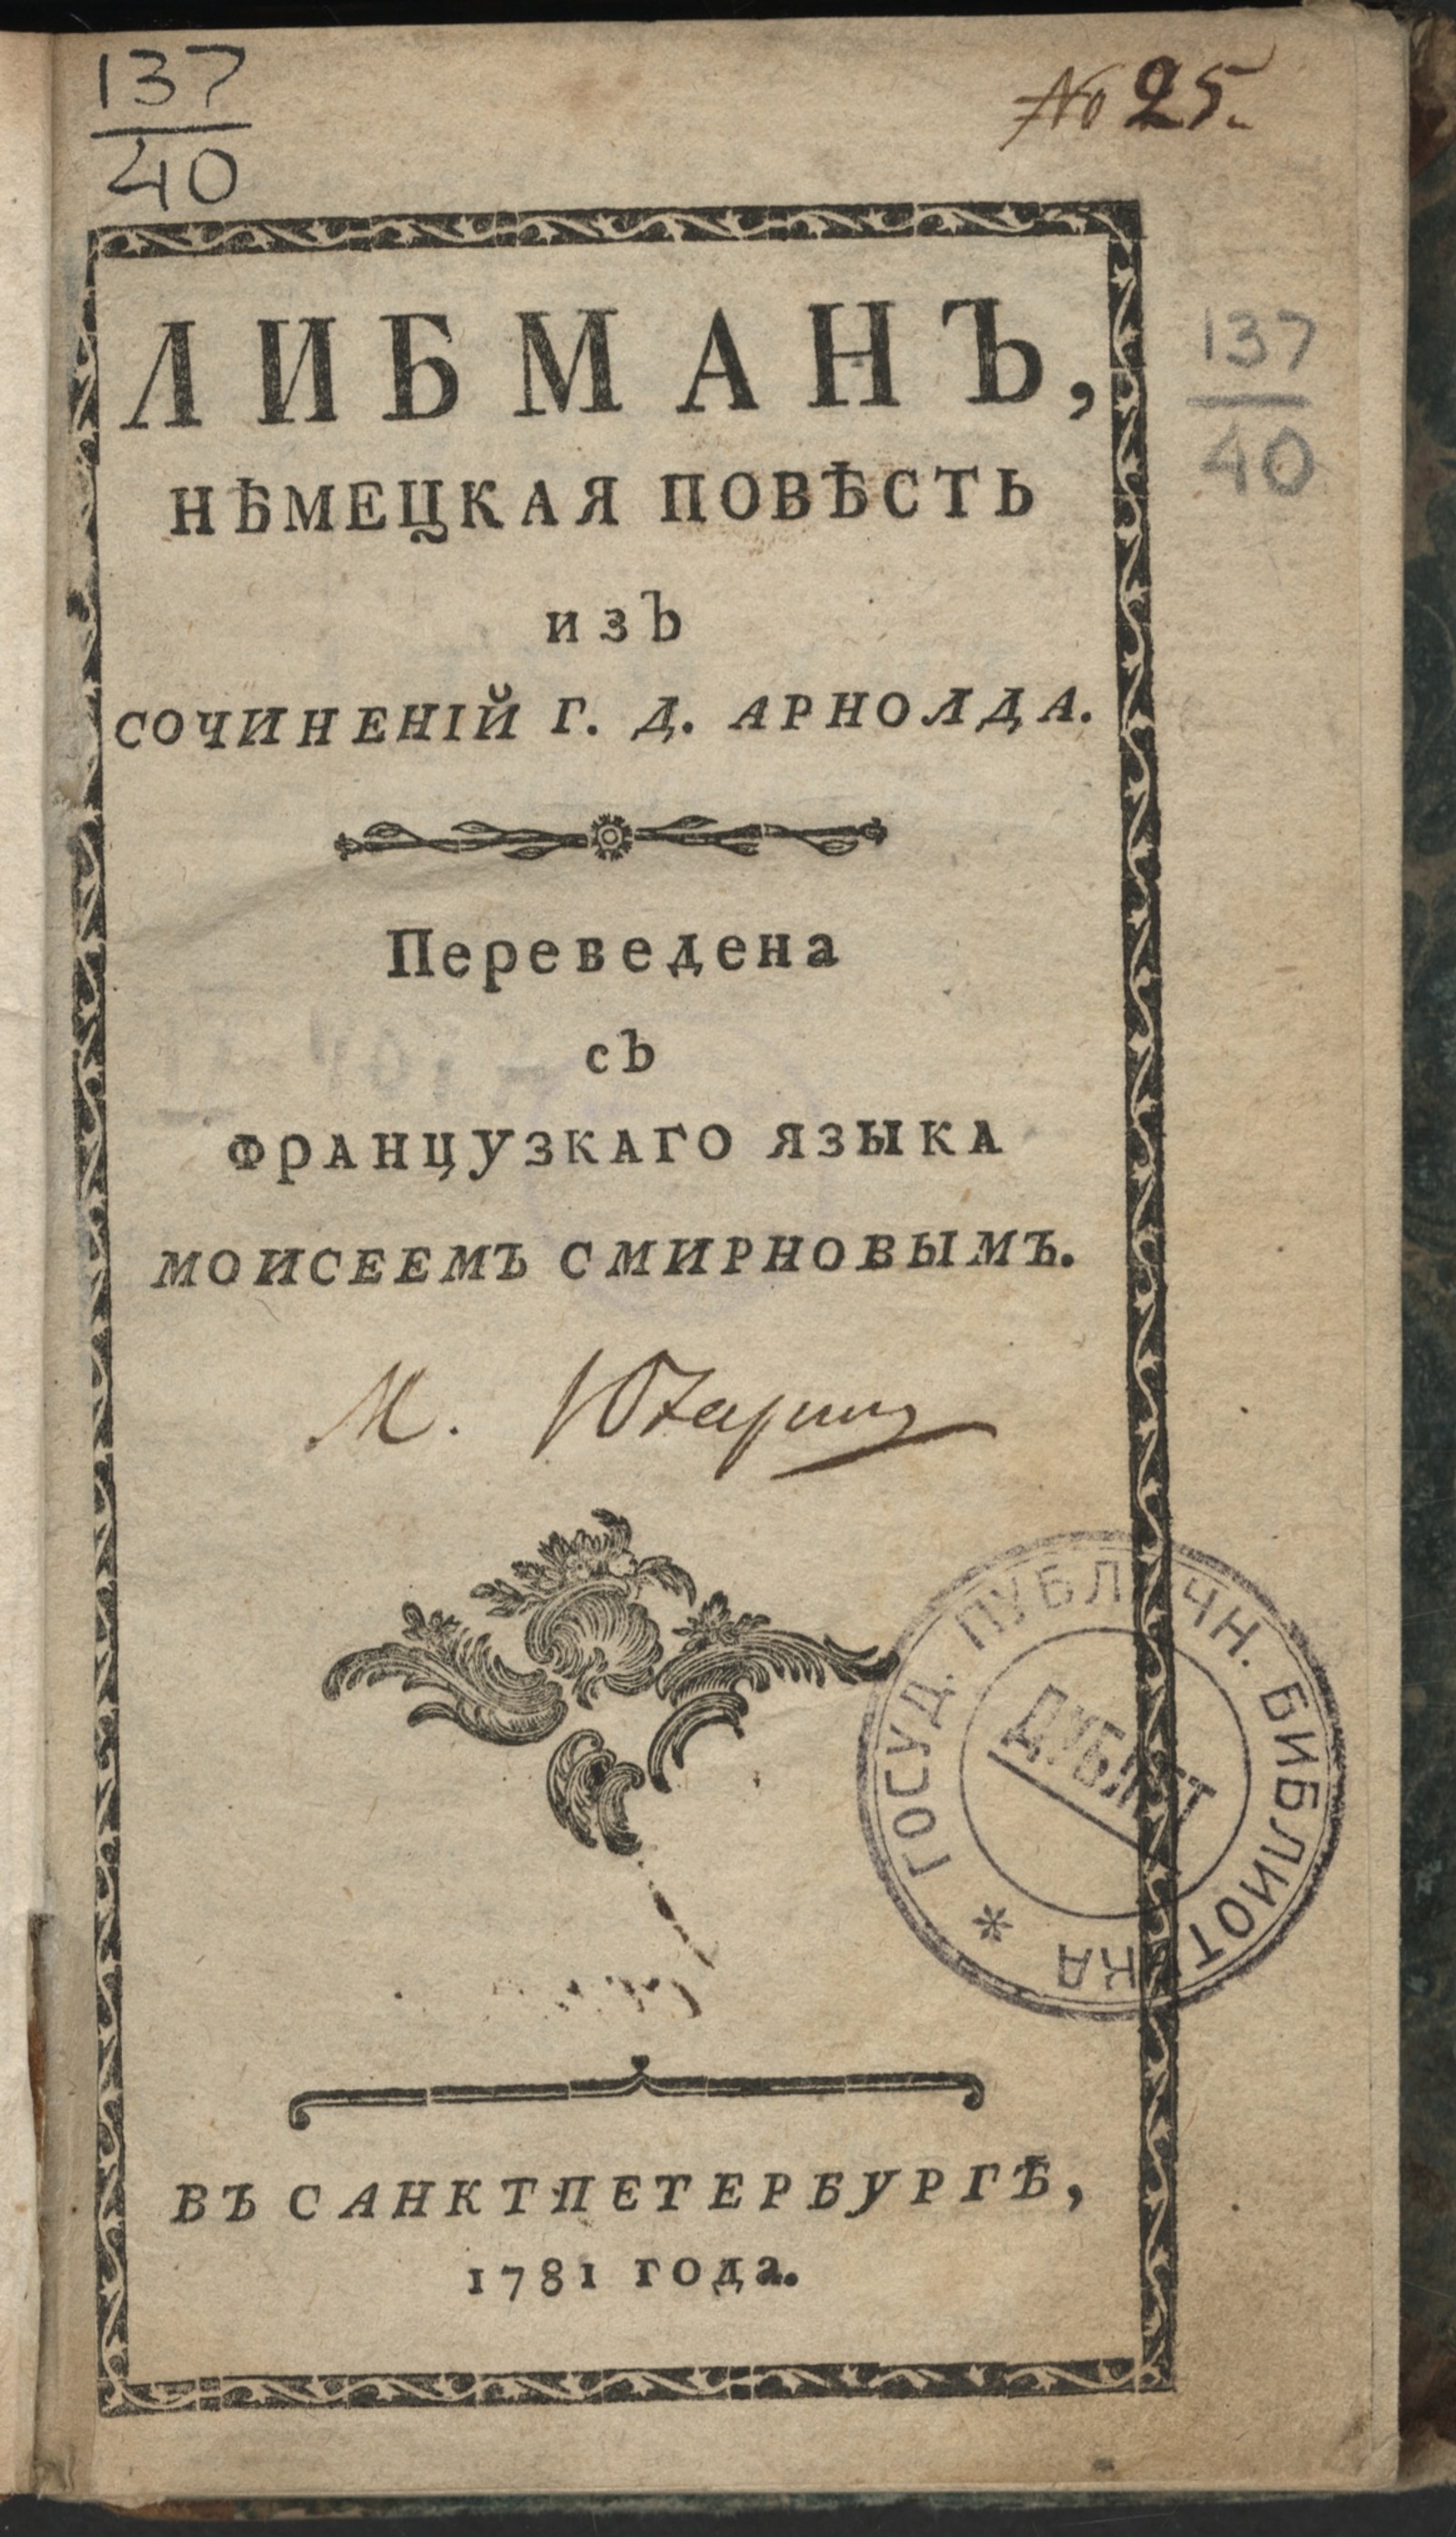 137
40
№ 25.
ЛИБМАНЪ,
НѢМЕЦКАЯ ПОВѢСТЬ
изЪ
СОЧИНЕНІЙ Г. Д. АРНОЛДА.
137
40
Переведена
сЪ
ФРАНЦУЗКАГО ЯЗЫКА
МОИСЕЕМЪ СМИРНОВЫМЪ.
М.
ГОСУД. ПУБЛИЧН. БИБЛИОТЕКА *
ДУБЛЕТ
ВЪ САНКТПЕТЕРБУРГѢ,
1781 года.